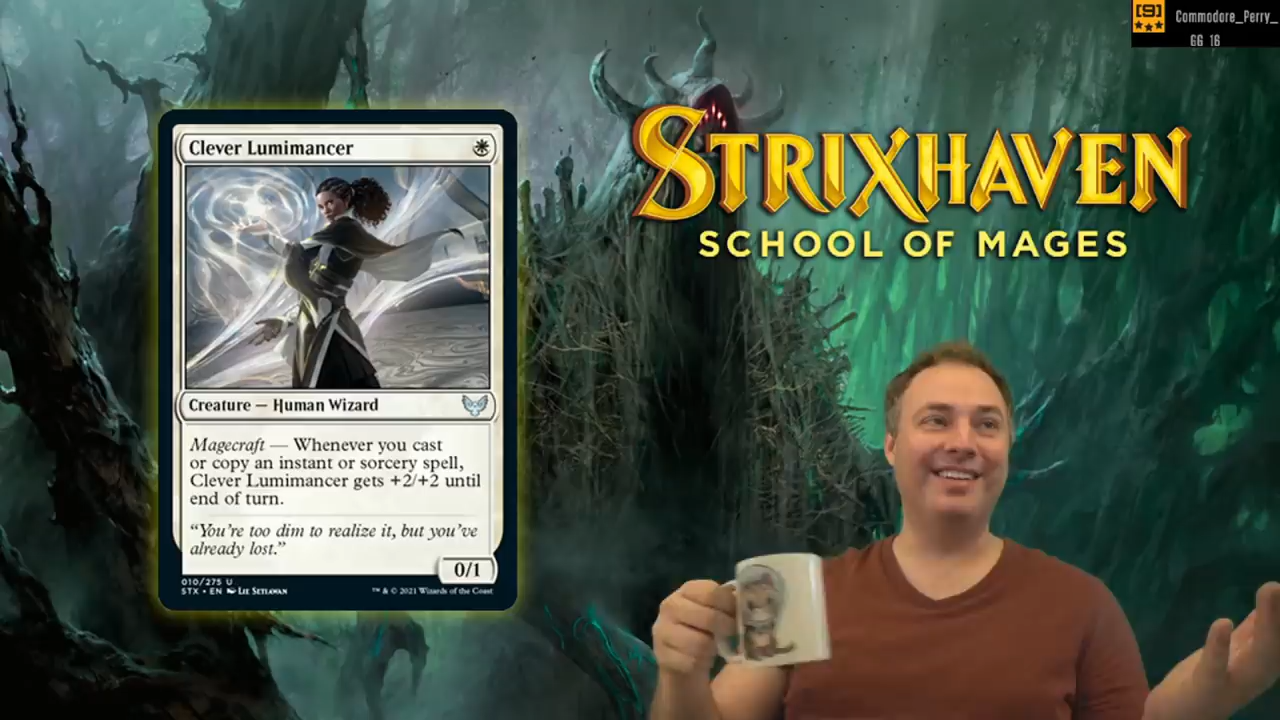 [9]
Commodore_Perry_
GG 16
Clever Lumimancer
STRIXHAVEN
SCHOOL OF MAGES
Creature — Human Wizard
Magecraft — Whenever you cast
or copy an instant or sorcery spell,
Clever Lumimancer gets +2/+2 until
end of turn.
“You’re too dim to realize it, but you’ve
already lost.”
0/1
010/275 U
STX • EN Lie Setiawan
™ & © 2021 Wizards of the Coast